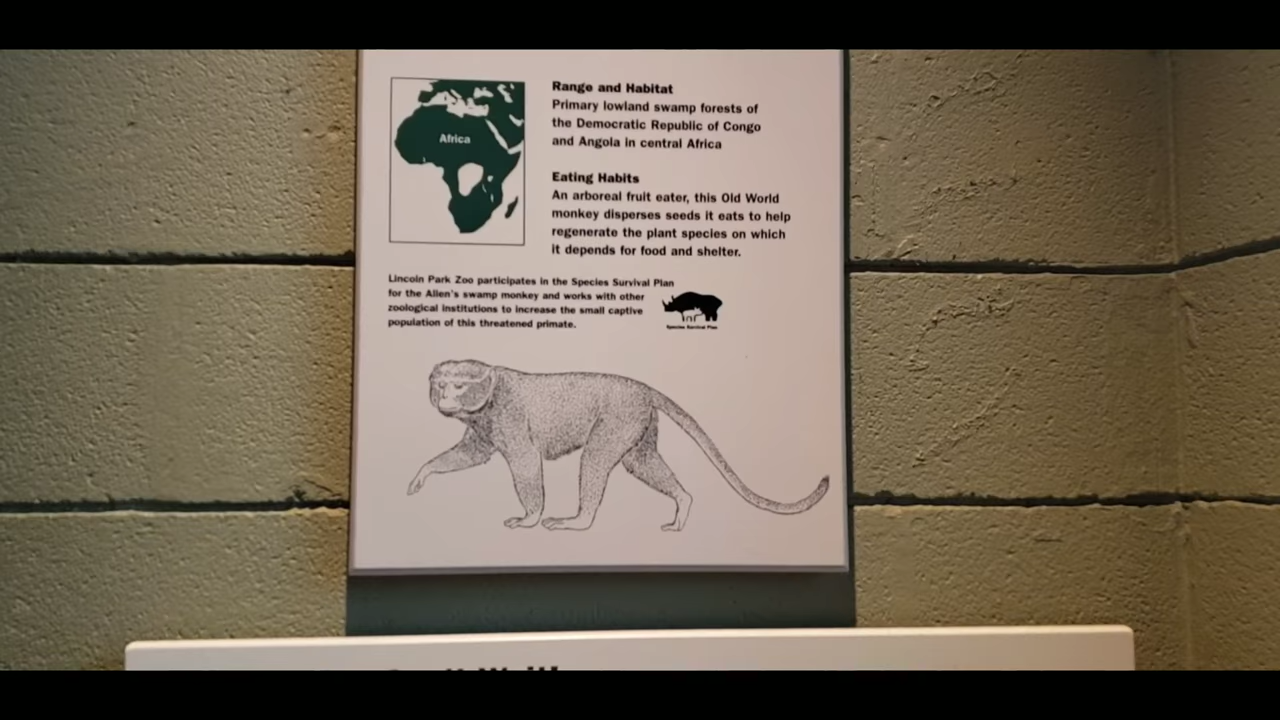 Africa
Range and Habitat
Primary lowland swamp forests of
the Democratic Republic of Congo
and Angola in central Africa
Eating Habits
An arboreal fruit eater, this Old World
monkey disperses seeds it eats to help
regenerate the plant species on which
it depends for food and shelter.
Lincoln Park Zoo participates in the Species Survival Plan
for the Allen's swamp monkey and works with other
zoological institutions to increase the small captive
population of this threatened primate.
Species Survival Plan